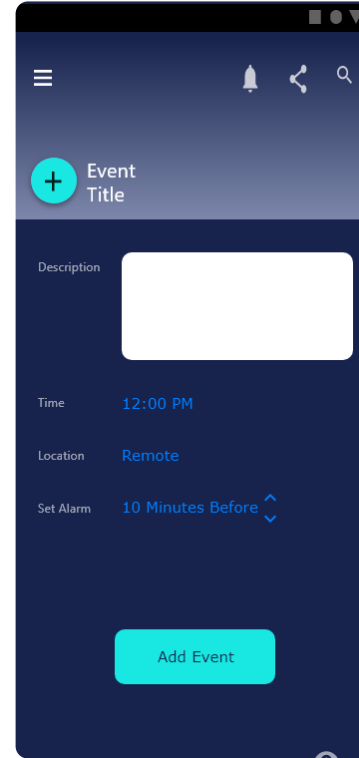 Event
Title
Description
Time
12:00 PM
Location
Remote
Set Alarm
10 Minutes Before
Add Event